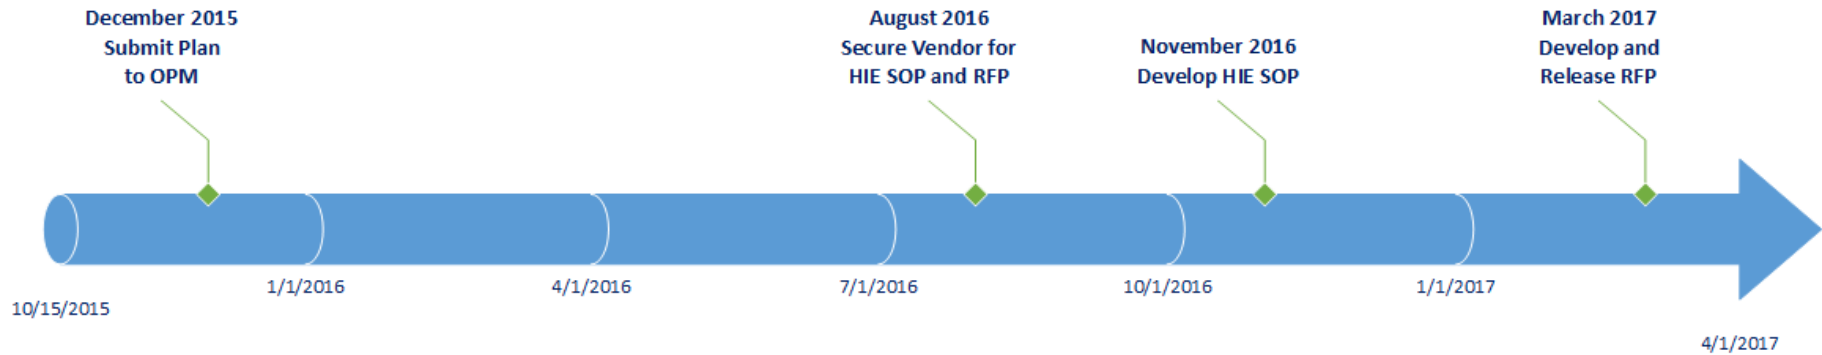 December 2015
Submit Plan
to OPM
August 2016
Secure Vendor for
HIE SOP and RFP
November 2016
Develop HIE SOP
March 2017
Develop and
Release RFP
10/15/2015
1/1/2016
4/1/2016
7/1/2016
10/1/2016
1/1/2017
4/1/2017